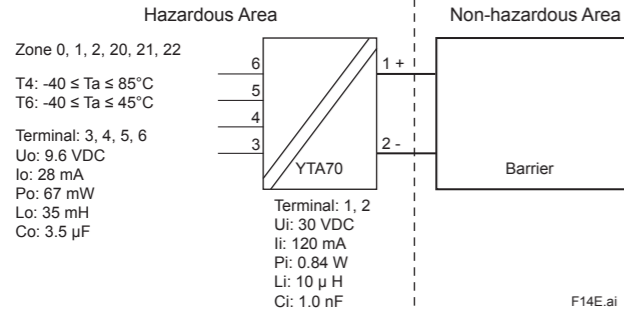 Hazardous Area
Non-hazardous Area
Zone 0, 1, 2, 20, 21, 22
T4: -40 ≤ Ta ≤ 85°C
T6: -40 ≤ Ta ≤ 45°C
Terminal: 3, 4, 5, 6
Uo: 9.6 VDC
Io: 28 mA
Po: 67 mW
Lo: 35 mH
Co: 3.5 µF
6
5
4
3
1 +
2 -
YTA70
Terminal: 1, 2
Ui: 30 VDC
Ii: 120 mA
Pi: 0.84 W
Li: 10 µ H
Ci: 1.0 nF
Barrier
F14E.ai